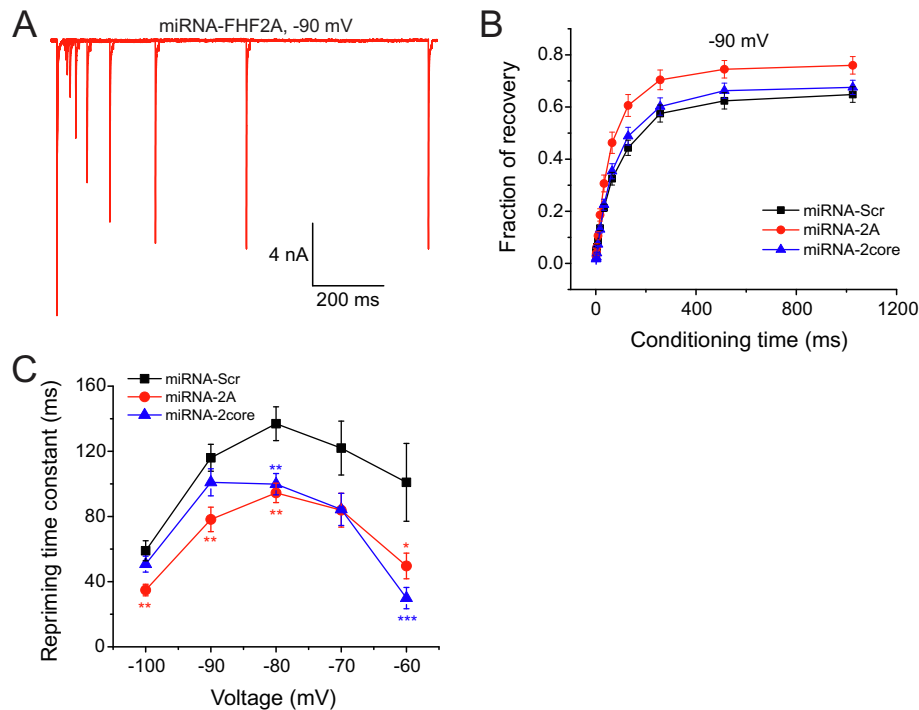 A
miRNA-FHF2A, -90 mV
4 nA
200 ms
B
-90 mV
Fraction of recovery
0.8
0.6
0.4
0.2
0.0
miRNA-Scr
miRNA-2A
miRNA-2core
0 400 800 1200
Conditioning time (ms)
C
miRNA-Scr
miRNA-2A
miRNA-2core
Repriming time constant (ms)
160
120
80
40
0
**
**
**
**
*
***
-100 -90 -80 -70 -60
Voltage (mV)